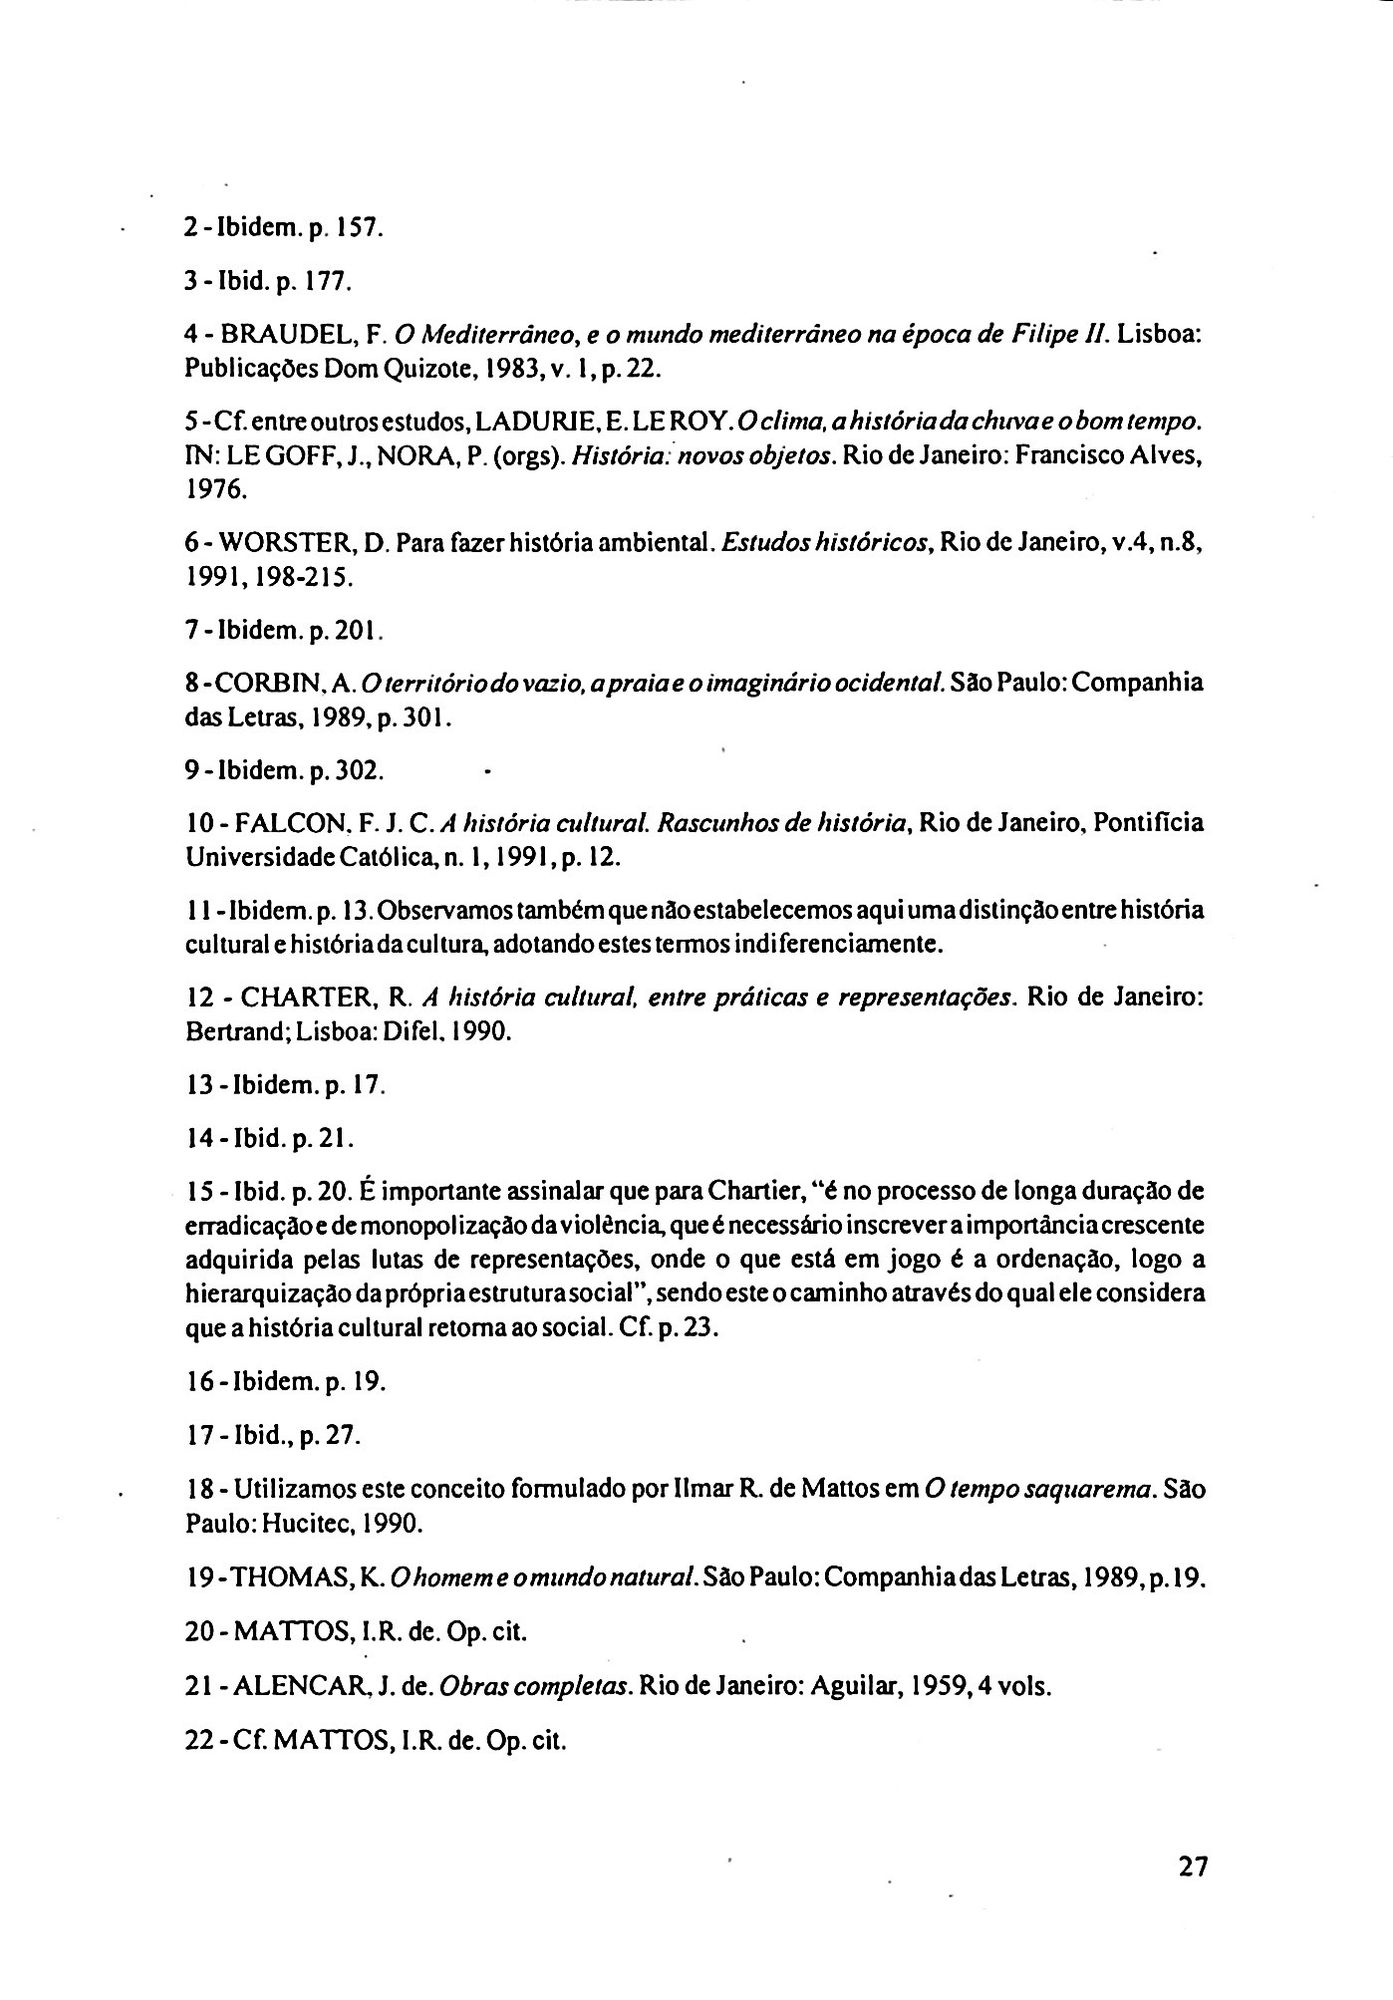 2 - Ibidem. p. 157.
3 - Ibid. p. 177.
4 - BRAUDEL, F. O Mediterrâneo, e o mundo mediterrâneo na época de Filipe II. Lisboa:
Publicações Dom Quizote, 1983, v. 1, p. 22.
5 - Cf. entre outros estudos, LADURIE, E. LE ROY. O clima, a história da chuva e o bom tempo.
IN: LE GOFF, J., NORA, P. (orgs). História: novos objetos. Rio de Janeiro: Francisco Alves,
1976.
6 - WORSTER, D. Para fazer história ambiental. Estudos históricos, Rio de Janeiro, v.4, n.8,
1991, 198-215.
7 - Ibidem. p. 201.
8 - CORBIN, A. O território do vazio, a praia e o imaginário ocidental. São Paulo: Companhia
das Letras, 1989, p. 301.
9 - Ibidem. p. 302.
10 - FALCON, F. J. C. A história cultural. Rascunhos de história, Rio de Janeiro, Pontifícia
Universidade Católica, n. 1, 1991, p. 12.
11 - Ibidem. p. 13. Observamos também que não estabelecemos aqui uma distinção entre história
cultural e história da cultura, adotando estes termos indiferenciamente.
12 - CHARTER, R. A história cultural, entre práticas e representações. Rio de Janeiro:
Bertrand; Lisboa: Difel, 1990.
13 - Ibidem. p. 17.
14 - Ibid. p. 21.
15 - Ibid. p. 20. É importante assinalar que para Chartier, “é no processo de longa duração de
erradicação e de monopolização da violência, que é necessário inscrever a importância crescente
adquirida pelas lutas de representações, onde o que está em jogo é a ordenação, logo a
hierarquização da própria estrutura social”, sendo este o caminho através do qual ele considera
que a história cultural retorna ao social. Cf. p. 23.
16 - Ibidem. p. 19.
17 - Ibid., p. 27.
18 - Utilizamos este conceito formulado por Ilmar R. de Mattos em O tempo saquarema. São
Paulo: Hucitec, 1990.
19 - THOMAS, K. O homem e o mundo natural. São Paulo: Companhia das Letras, 1989, p. 19.
20 - MATTOS, I.R. de. Op. cit.
21 - ALENCAR, J. de. Obras completas. Rio de Janeiro: Aguilar, 1959, 4 vols.
22 - Cf. MATTOS, I.R. de. Op. cit.
27